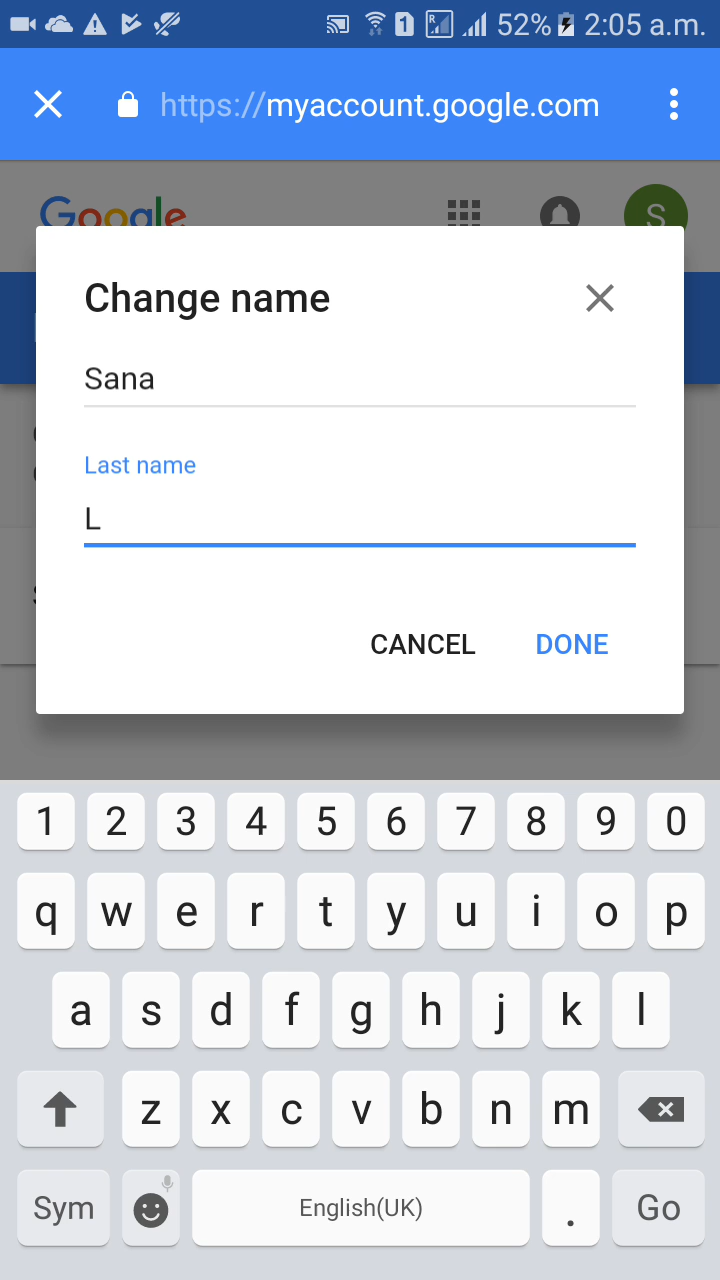 52% 2:05 a.m.
https://myaccount.google.com
Google
S
Change name
Sana
Last name
L
CANCEL DONE
1 2 3 4 5 6 7 8 9 0
q w e r t y u i o p
a s d f g h j k l
z x c v b n m
Sym English(UK) . Go